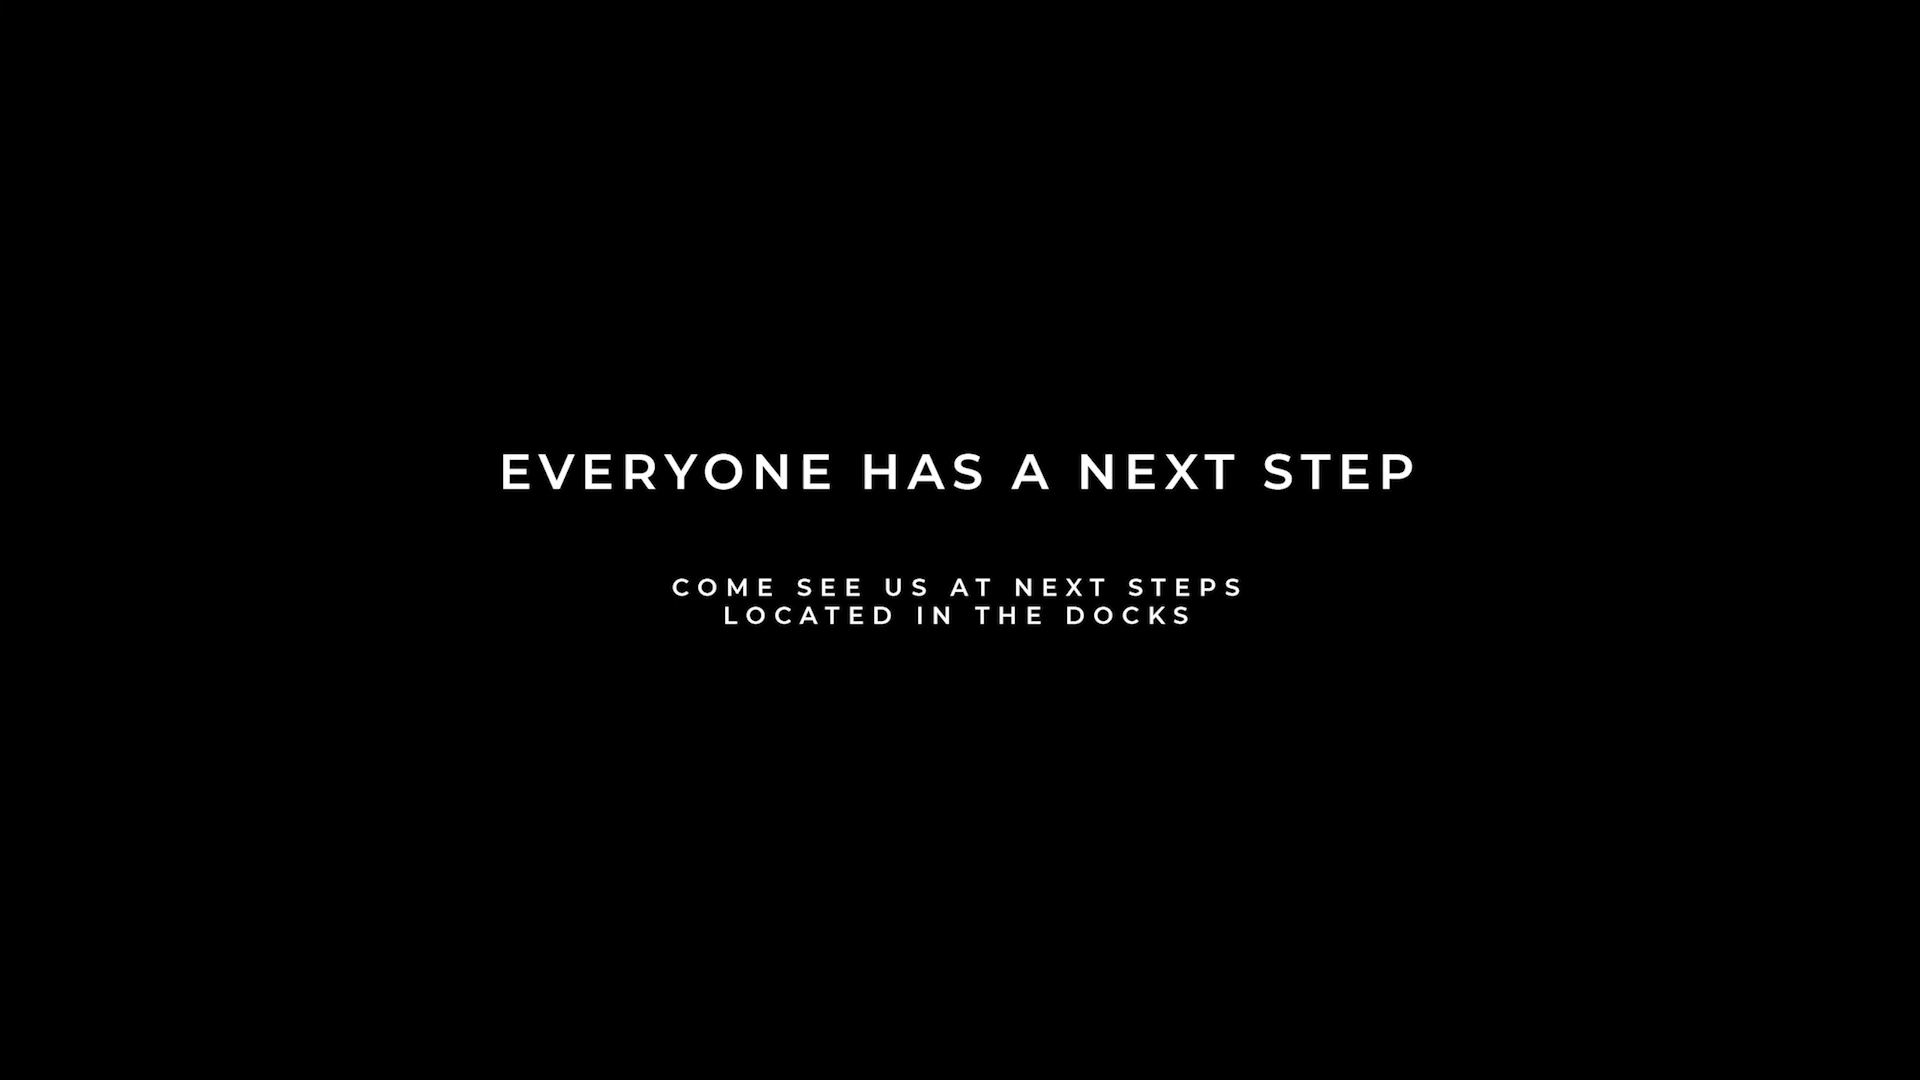 EVERYONE HAS A NEXT STEP
COME SEE US AT NEXT STEPS
LOCATED IN THE DOCKS